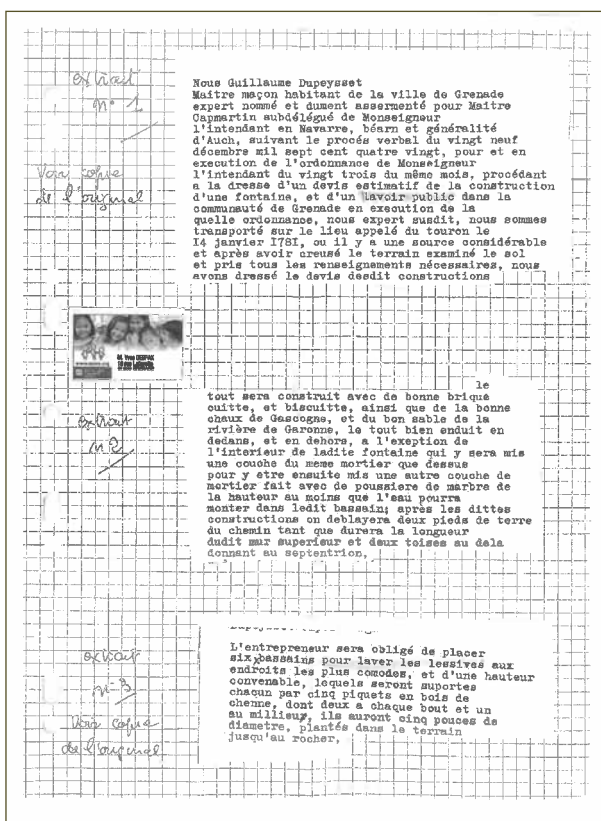 extrait
n° 1
Voir copie
de l'original
Nous Guillaume Dupeysset
Maitre maçon habitant de la ville de Grenade
expert nommé et dument assermenté pour Maitre
Capmartin subdélégué de Monseigneur
l'intendant en Navarre, béarn et généralité
d'Auch, suivant le procés verbal du vingt neuf
décembre mil sept cent quatre vingt, pour et en
execution de l'ordonnance de Monseigneur
l'intendant du vingt trois du même mois, procédant
a la dresse d'un devis estimatif de la construction
d'une fontaine, et d'un lavoir public dans la
communauté de Grenade en execution de la
quelle ordonnance, nous expert susdit, nous sommes
transporté sur le lieu appelé du touron le
I4 janvier I78I, ou il y a une source considérable
et après avoir creusé le terrain examiné le sol
et pris tous les renseignements nécessaires, nous
avons dressé le devis desdit constructions
M. Yves
extrait
n° 2
le
tout sera construit avec de bonne brique
cuitte, et biscuitte, ainsi que de la bonne
chaux de Gascogne, et du bon sable de la
rivière de Garonne, le tout bien enduit en
dedans, et en dehors, a l'exeption de
l'interieur de ladite fontaine qui y sera mis
une couche du meme mortier que dessus
pour y etre ensuite mis une autre couche de
mortier fait avec de poussiere de marbre de
la hauteur au moins que l'eau pourra
monter dans ledit bassain; après les dittes
constructions on deblayera deux pieds de terre
du chemin tant que durera la longueur
dudit mur superieur et deux toises au dela
donnant au septentrion,
extrait
n° 3
Voir copie
de l'original
L'entrepreneur sera obligé de placer
six bassains pour laver les lessives aux
endroits les plus comodes, et d'une hauteur
convenable, lequels seront suportes
chaqun par cinq piquets en bois de
chenne, dont deux a chaque bout et un
au millieu, ils auront cinq pouces de
diametre, plantés dans le terrain
jusqu'au rocher,